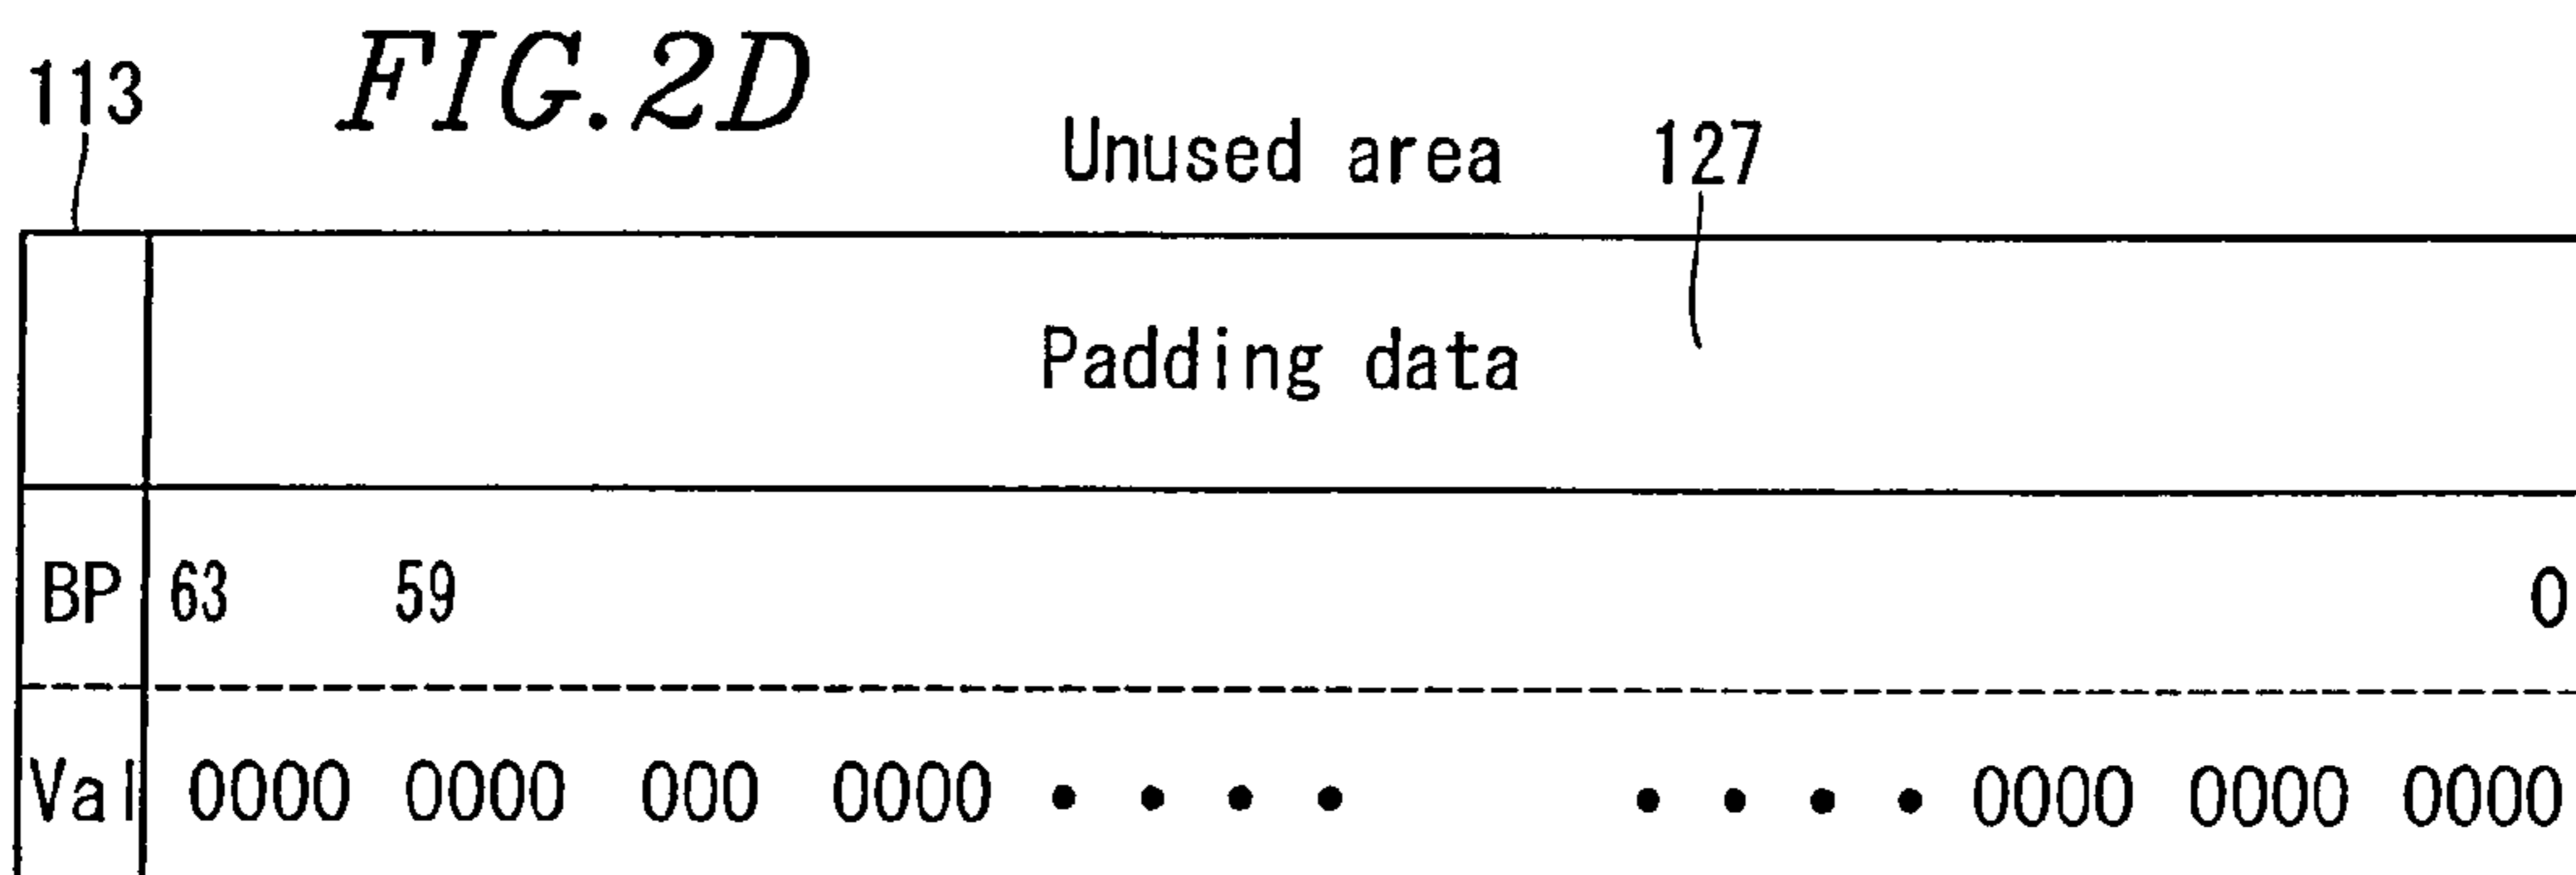 113 FIG.2D
Unused area 127
Padding data
BP 63 59 0
Val 0000 0000 000 0000 • • • • • • • • 0000 0000 0000